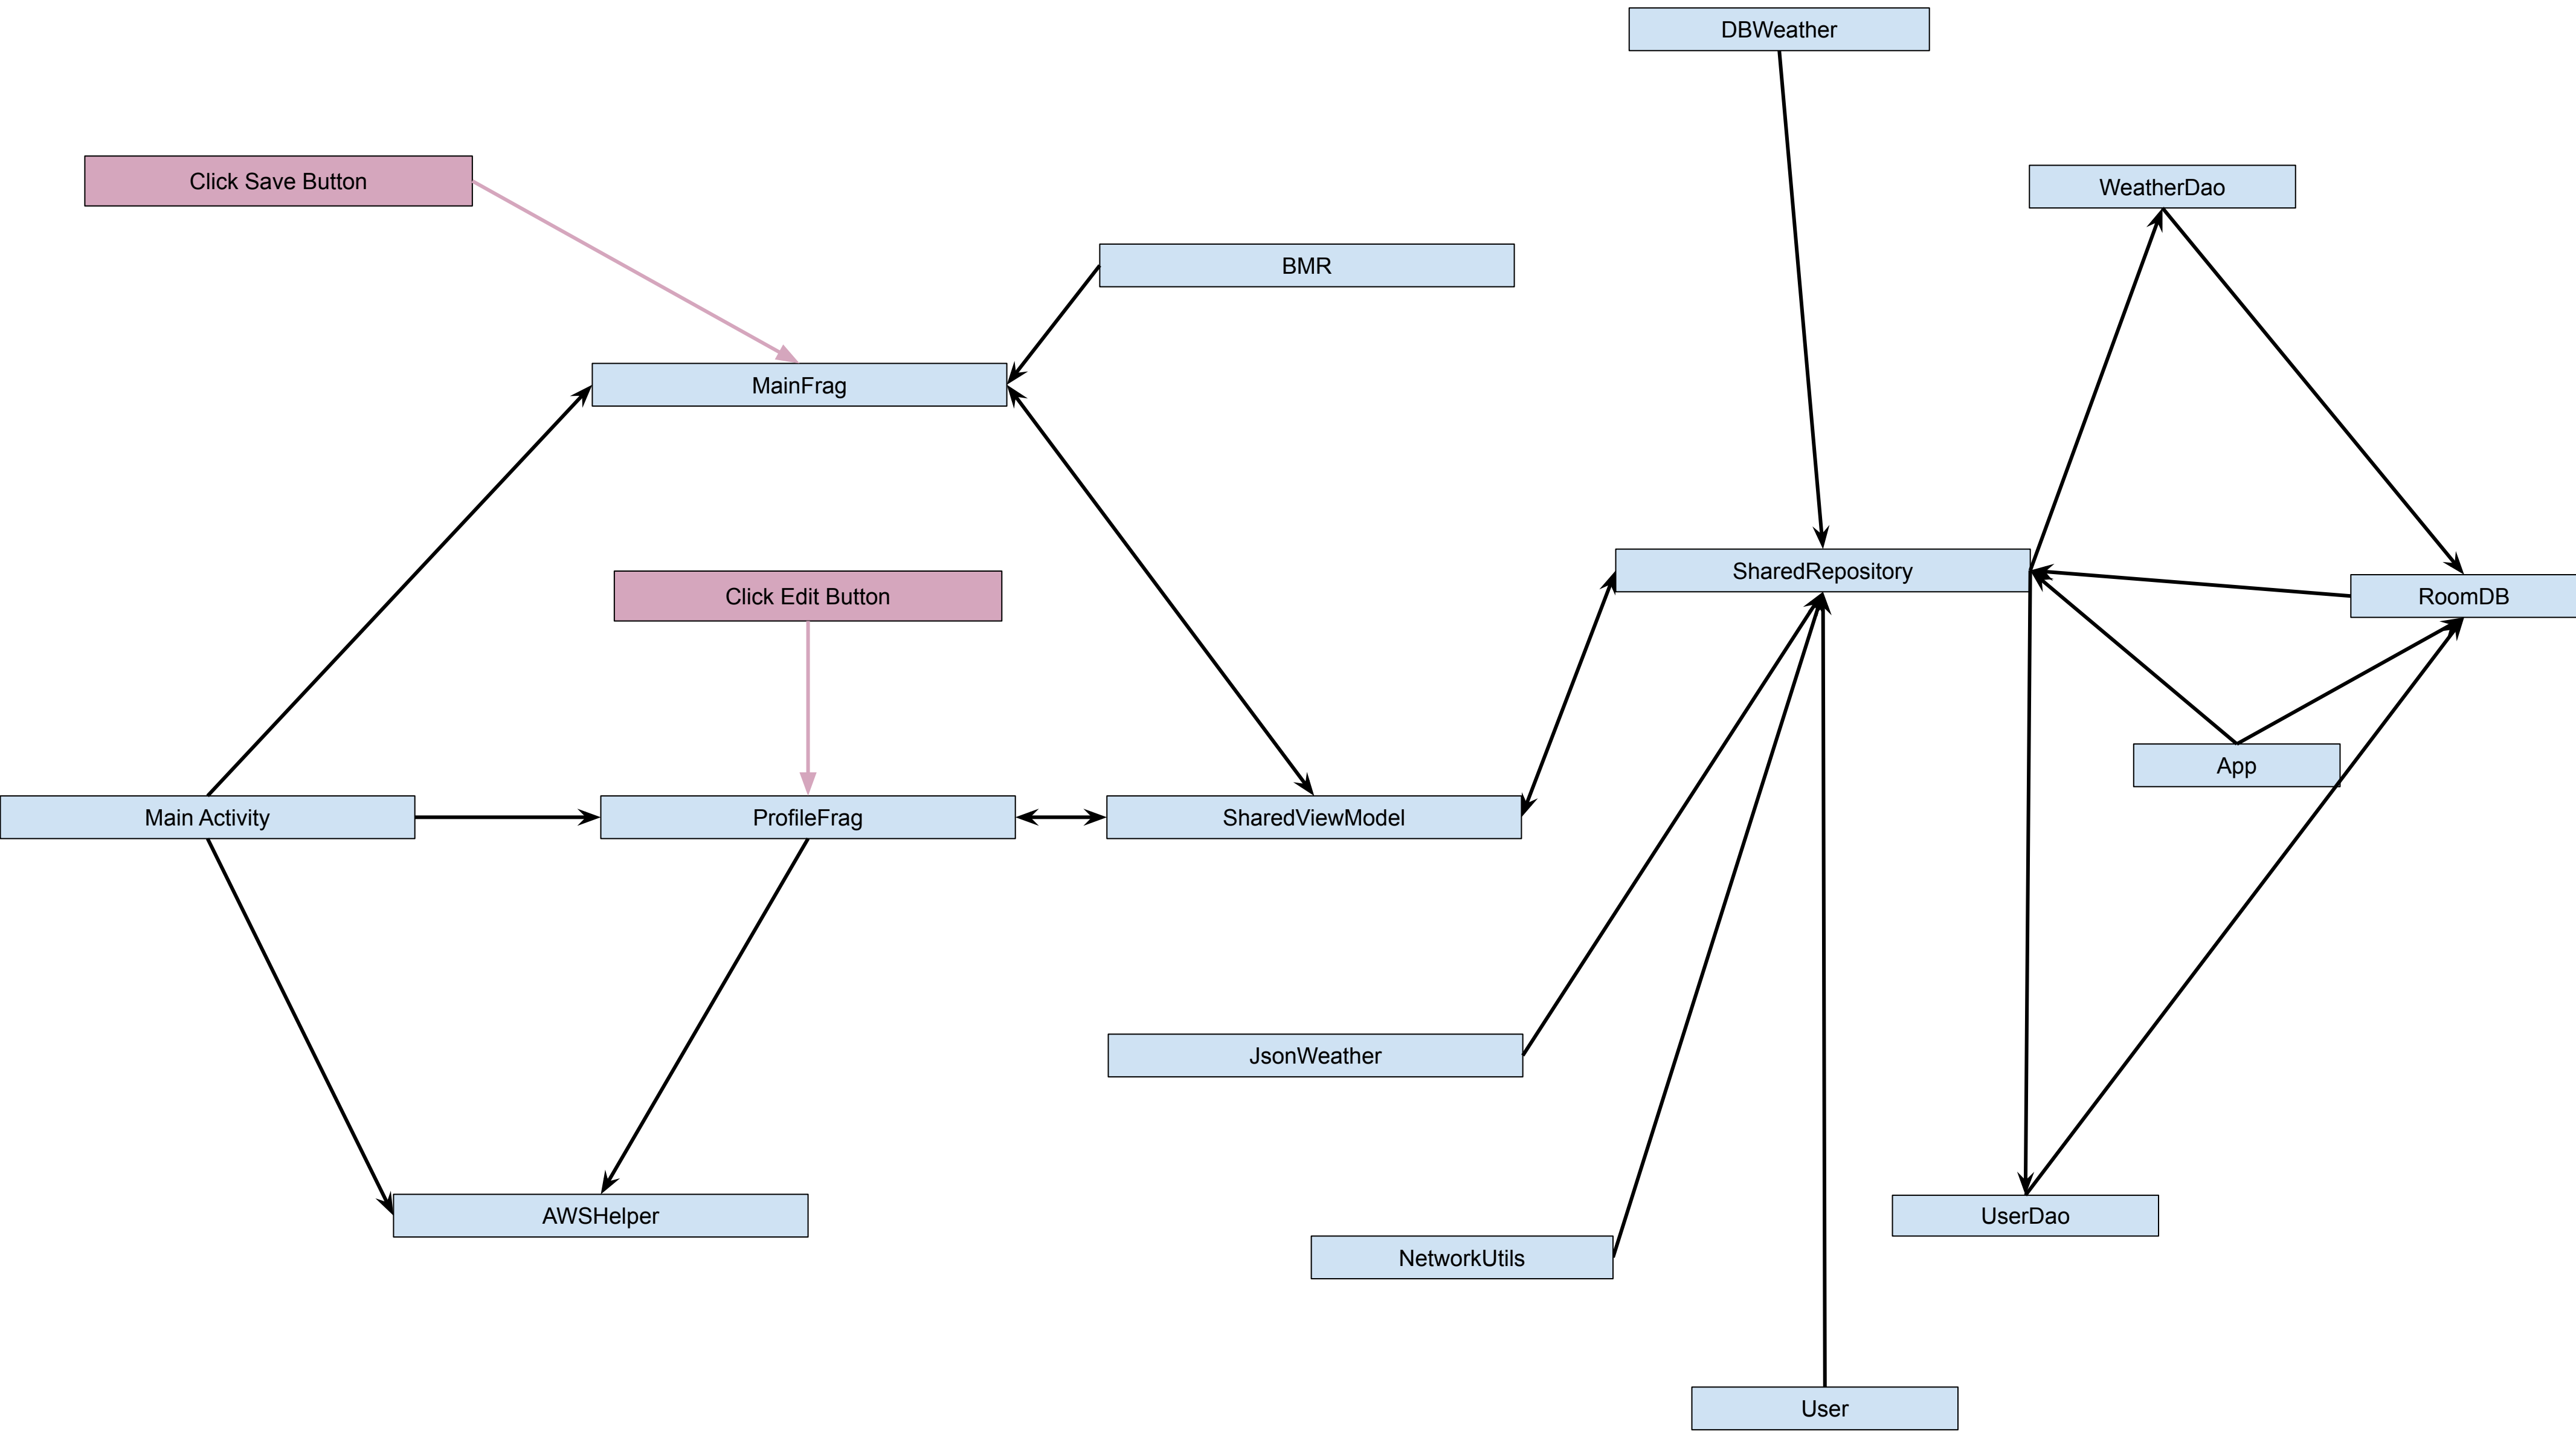 DBWeather
Click Save Button
WeatherDao
BMR
MainFrag
SharedRepository
Click Edit Button
RoomDB
App
Main Activity
ProfileFrag
SharedViewModel
JsonWeather
AWSHelper
UserDao
NetworkUtils
User